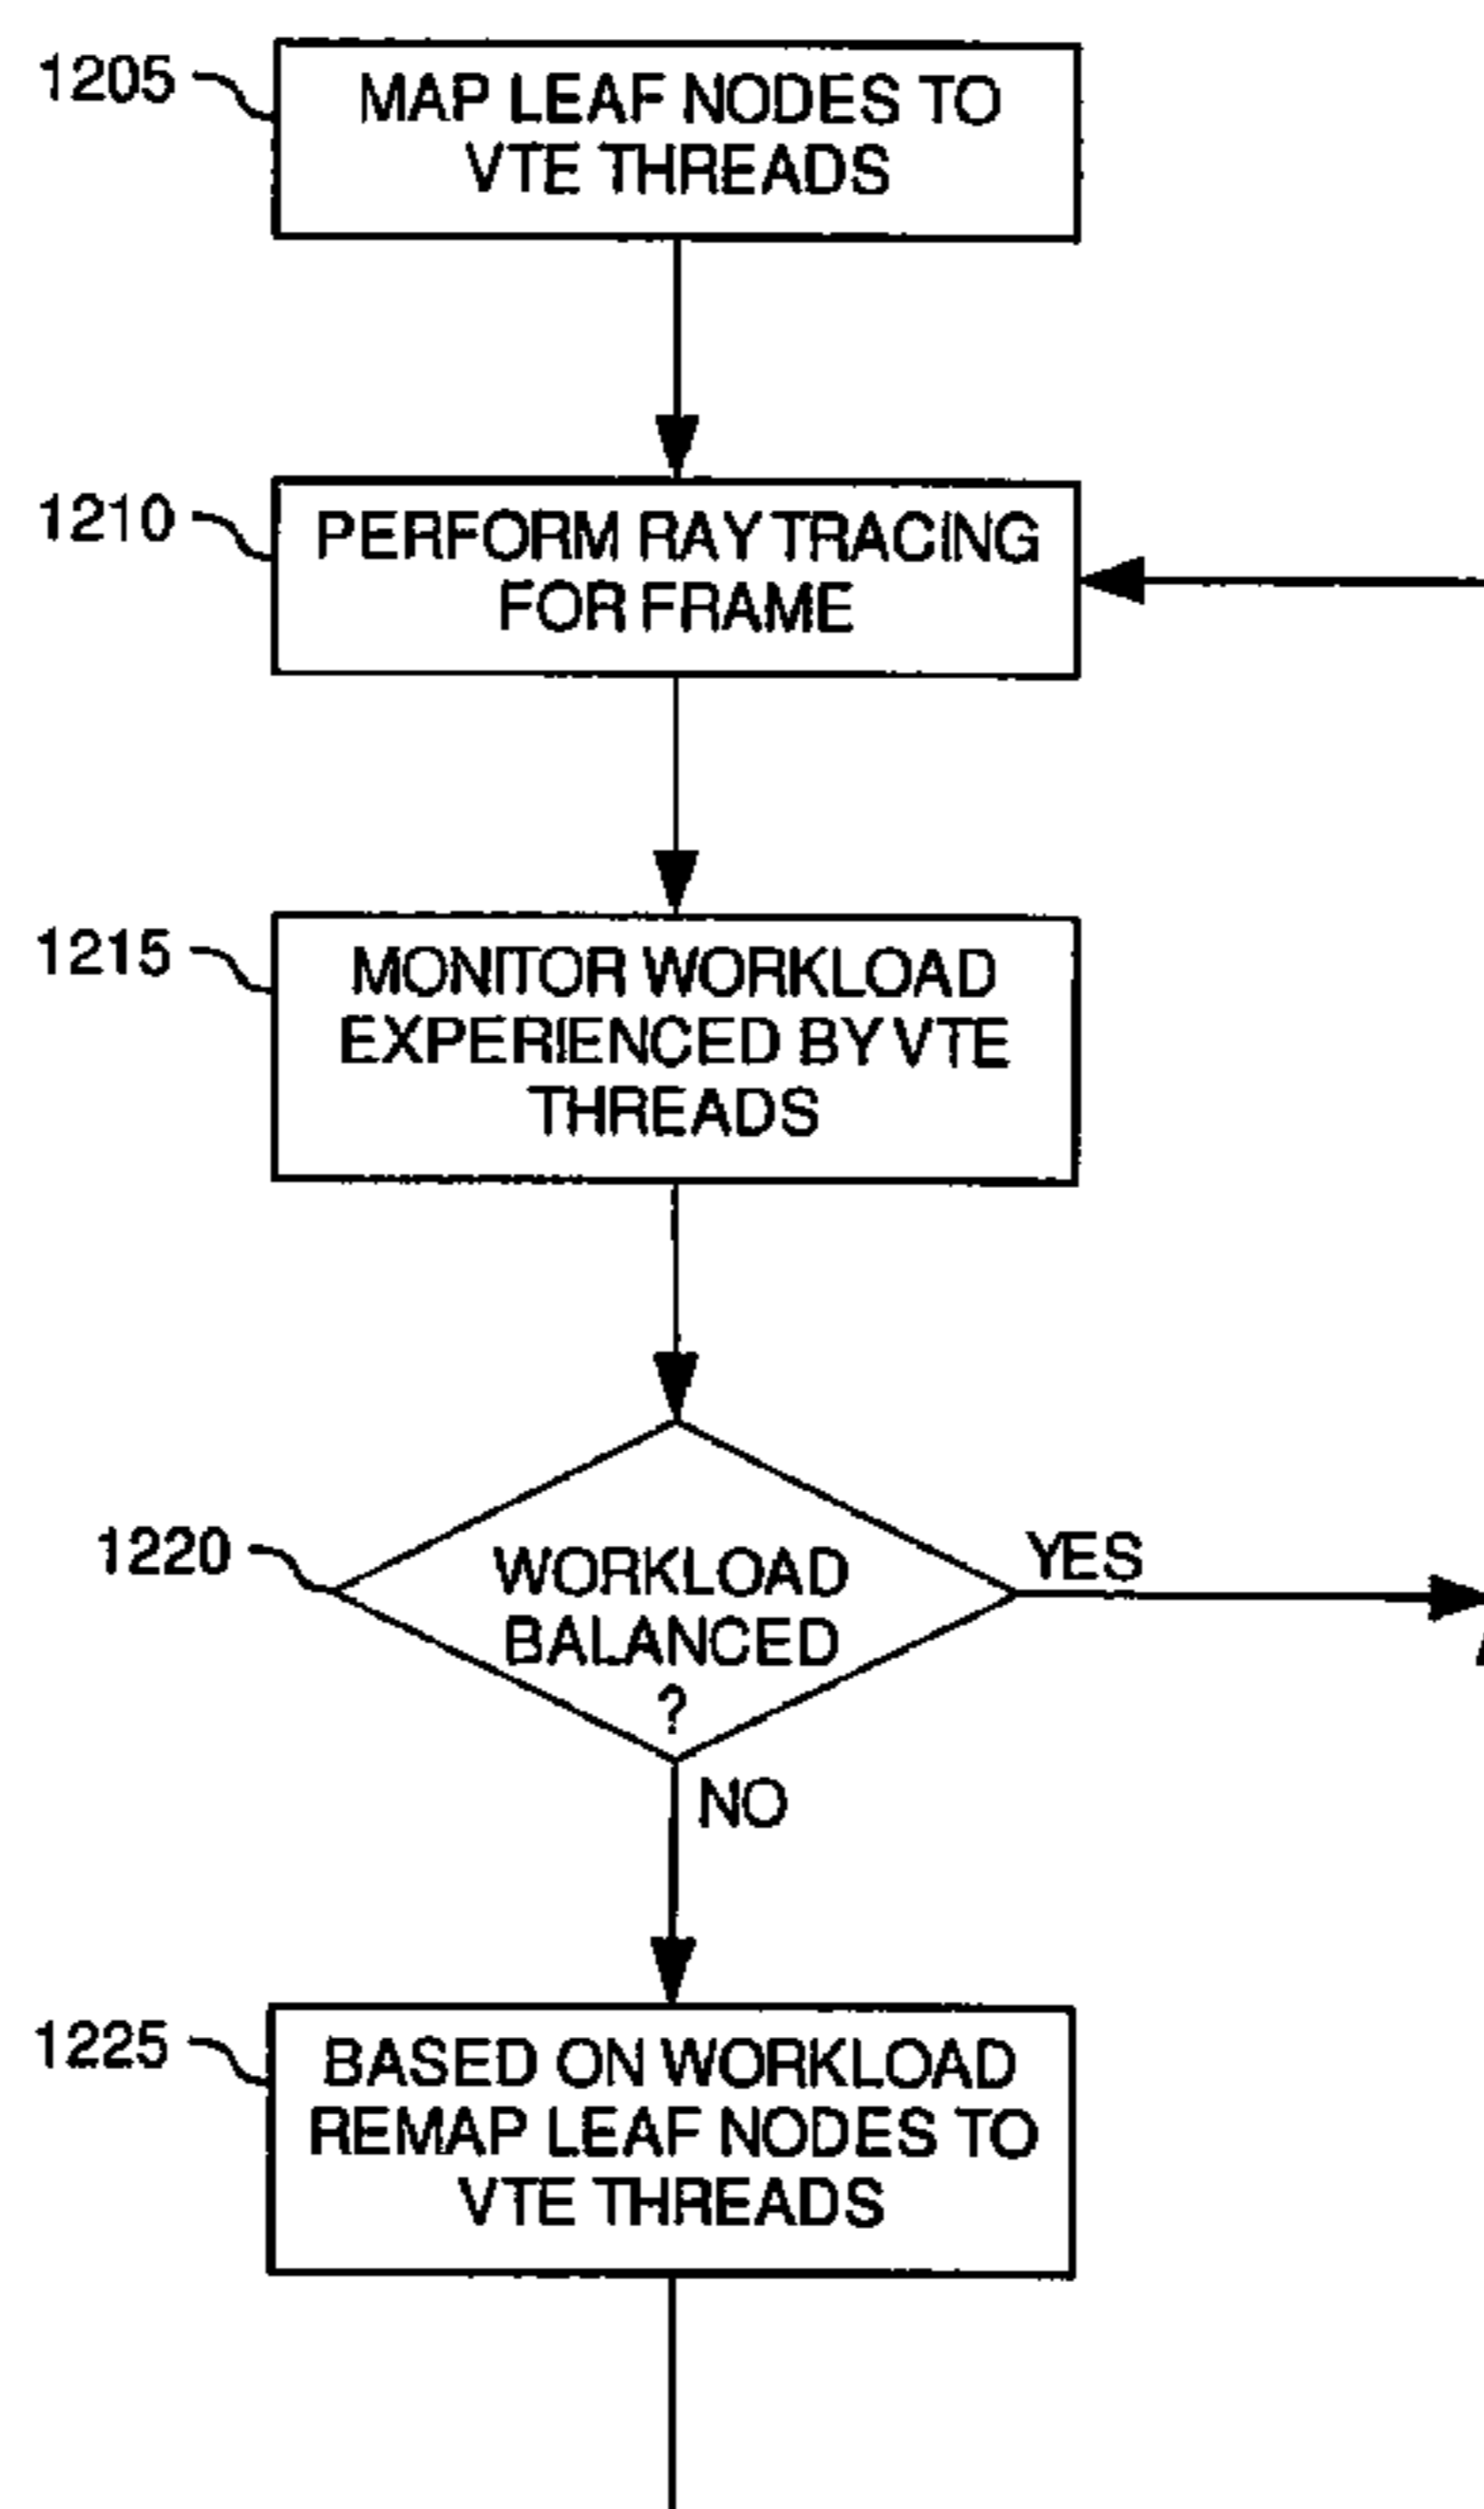 1205
MAP LEAF NODES TO
VTE THREADS
1210
PERFORM RAY TRACING
FOR FRAME
1215
MONITOR WORKLOAD
EXPERIENCED BY VTE
THREADS
1220
WORKLOAD
BALANCED
?
YES
NO
1225
BASED ON WORKLOAD
REMAP LEAF NODES TO
VTE THREADS